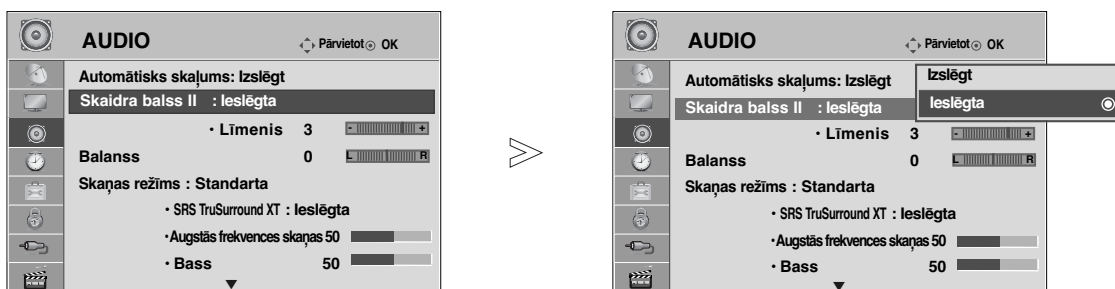 AUDIO
Pārvietot OK
Automātisks skaļums: Izslēgt
Skaidra balss II : Ieslēgta
• Līmenis 3 - +
Balanss 0 L R
Skaņas režīms : Standarta
• SRS TruSurround XT : Ieslēgta
•Augstās frekvences skaņas 50
• Bass 50
>
AUDIO
Pārvietot OK
Automātisks skaļums: Izslēgt
Izslēgt
Skaidra balss II : Ieslēgta
Ieslēgta
• Līmenis 3 - +
Balanss 0 L R
Skaņas režīms : Standarta
• SRS TruSurround XT : Ieslēgta
•Augstās frekvences skaņas 50
• Bass 50